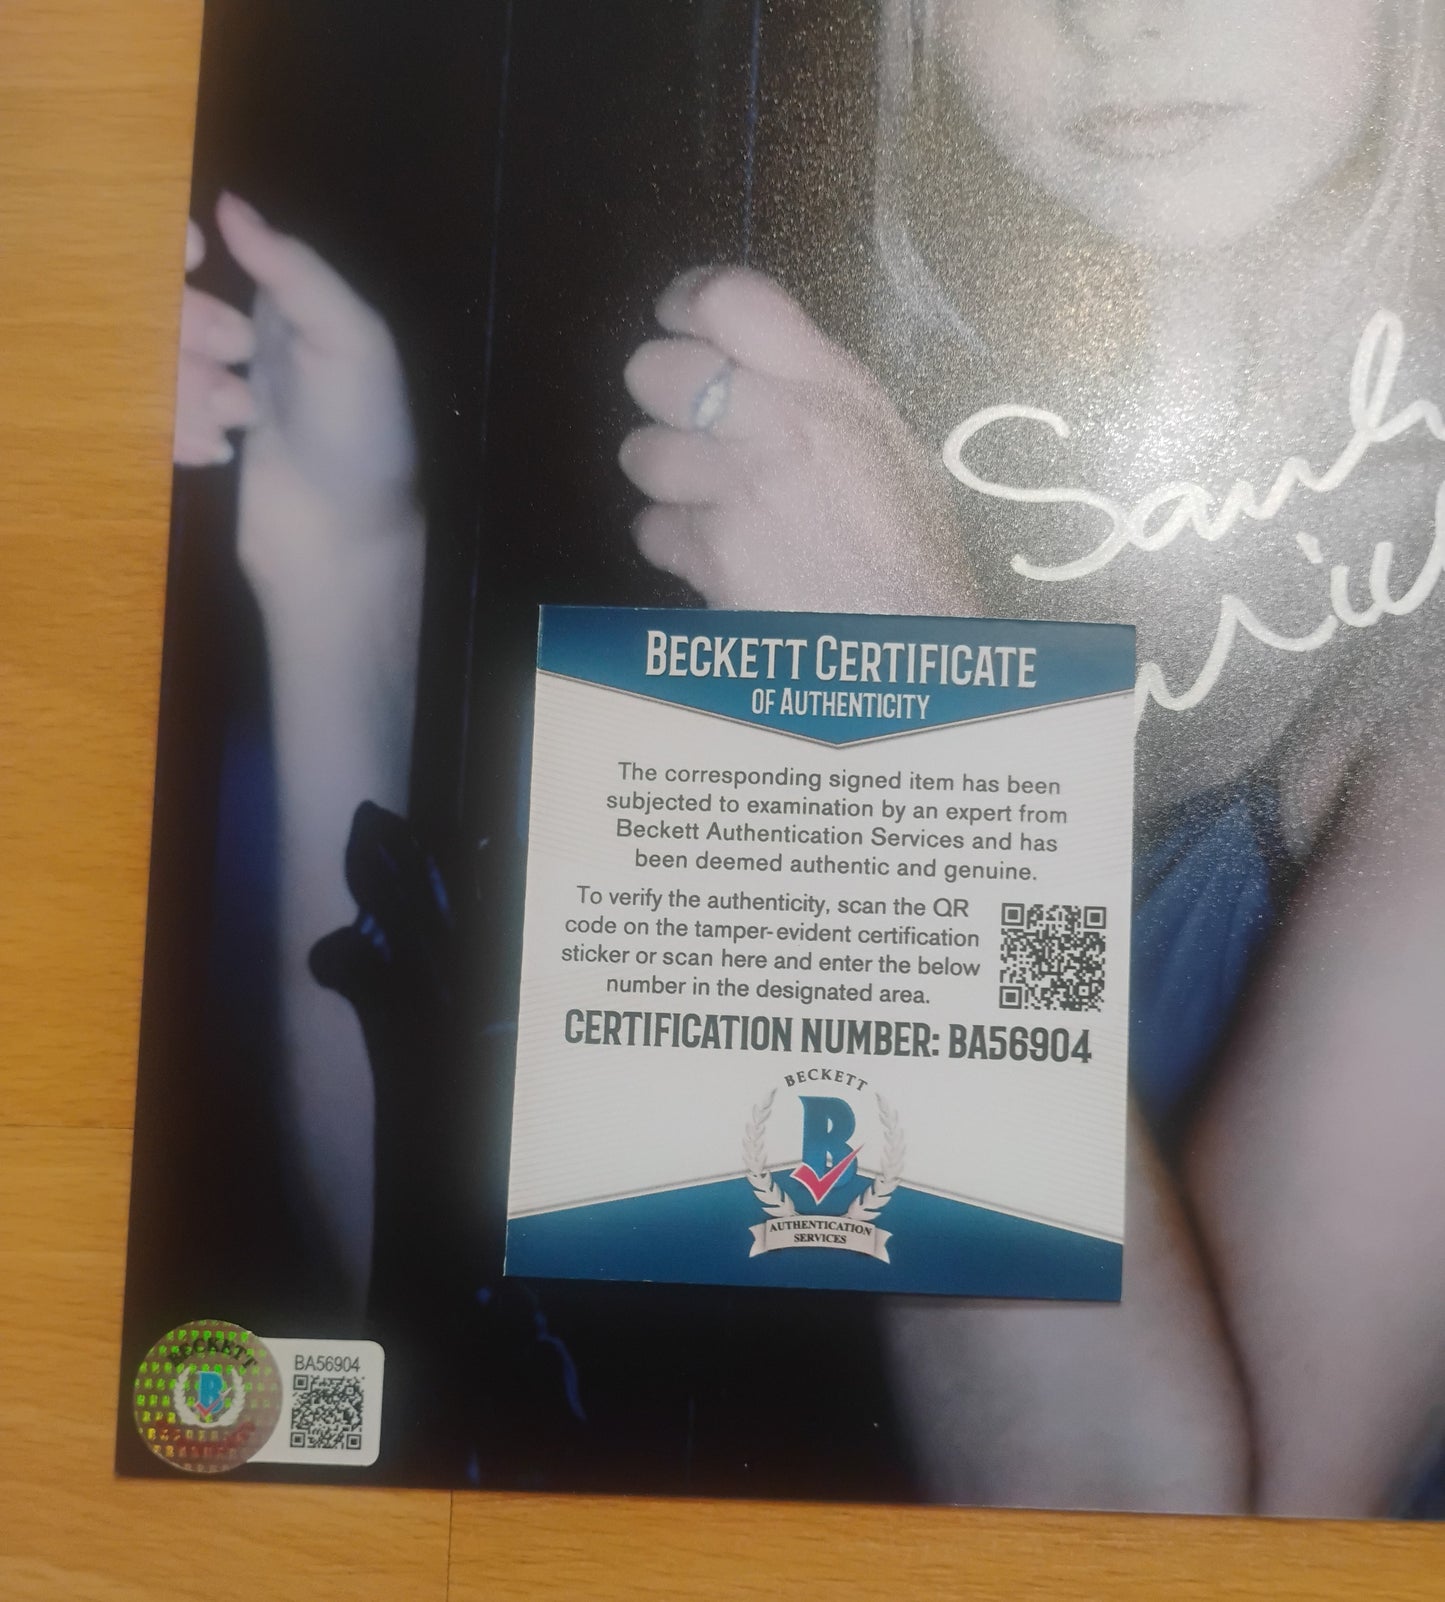 Sarah
BECKETT CERTIFICATE
OF AUTHENTICITY
The corresponding signed item has been
subjected to examination by an expert from
Beckett Authentication Services and has
been deemed authentic and genuine.
To verify the authenticity, scan the QR
code on the tamper-evident certification
sticker or scan here and enter the below
number in the designated area.
CERTIFICATION NUMBER: BA56904
BECKETT
B
AUTHENTICATION
SERVICES
BECKETT
B
BA56904